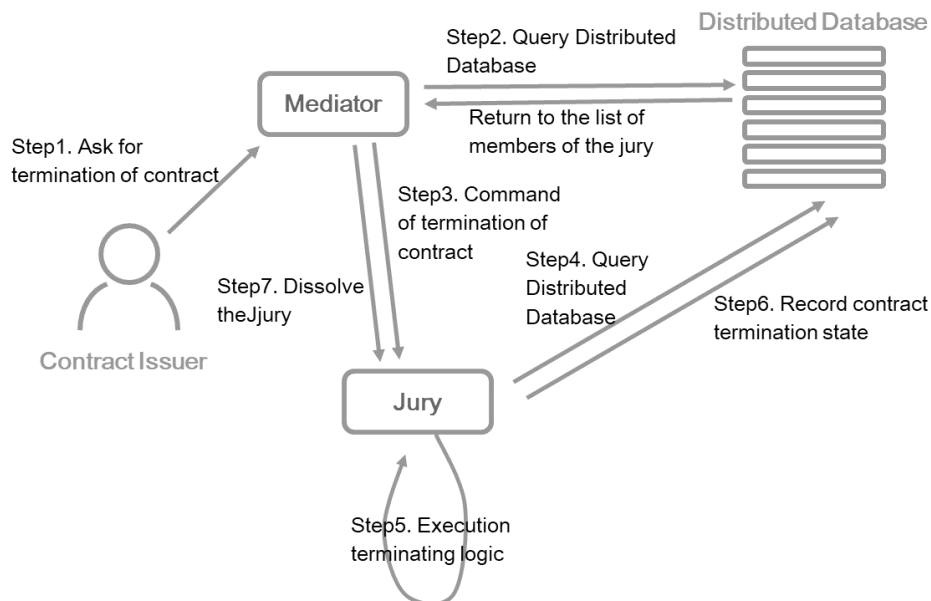 Distributed Database
Step2. Query Distributed
Database
Mediator
Return to the list of
members of the jury
Step1. Ask for
termination of contract
Step3. Command
of termination of
contract
Step4. Query
Distributed
Database
Step7. Dissolve
theJjury
Step6. Record contract
termination state
Contract Issuer
Jury
Step5. Execution
terminating logic